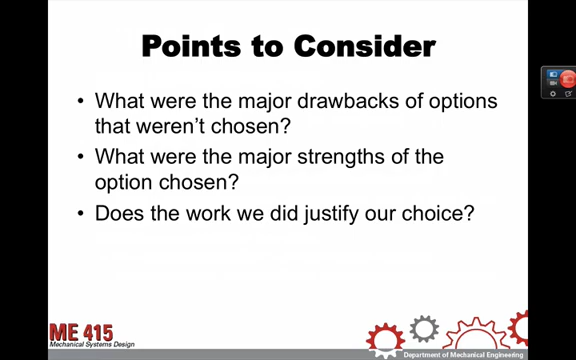 Points to Consider
• What were the major drawbacks of options
that weren't chosen?
• What were the major strengths of the
option chosen?
• Does the work we did justify our choice?
ME 415
Mechanical Systems Design
Department of Mechanical Engineering